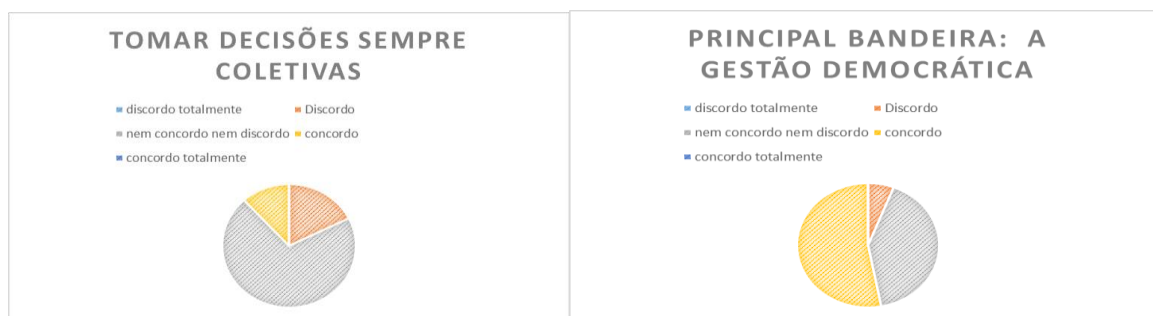 TOMAR DECISÕES SEMPRE
COLETIVAS
discordo totalmente
Discordo
nem concordo nem discordo
concordo
concordo totalmente
PRINCIPAL BANDEIRA: A
GESTÃO DEMOCRÁTICA
discordo totalmente
Discordo
nem concordo nem discordo
concordo
concordo totalmente